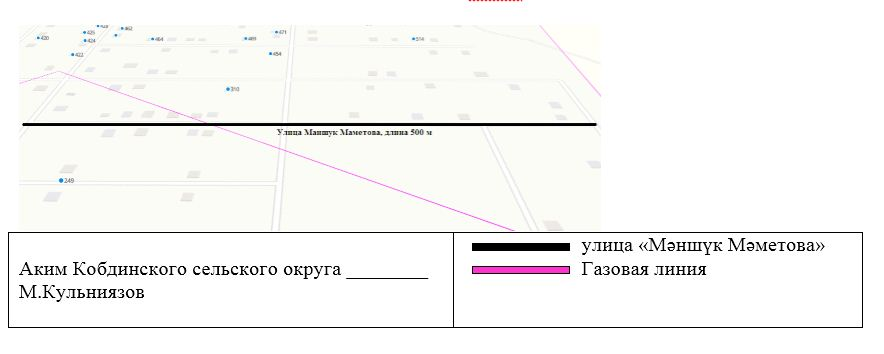 462
420
425
424
464
469
471
514
422
454
310
Улица Маншук Маметова, длина 500 м
249
Аким Кобдинского сельского округа ________
М.Кульниязов
улица «Мәншүк Мәметова»
Газовая линия